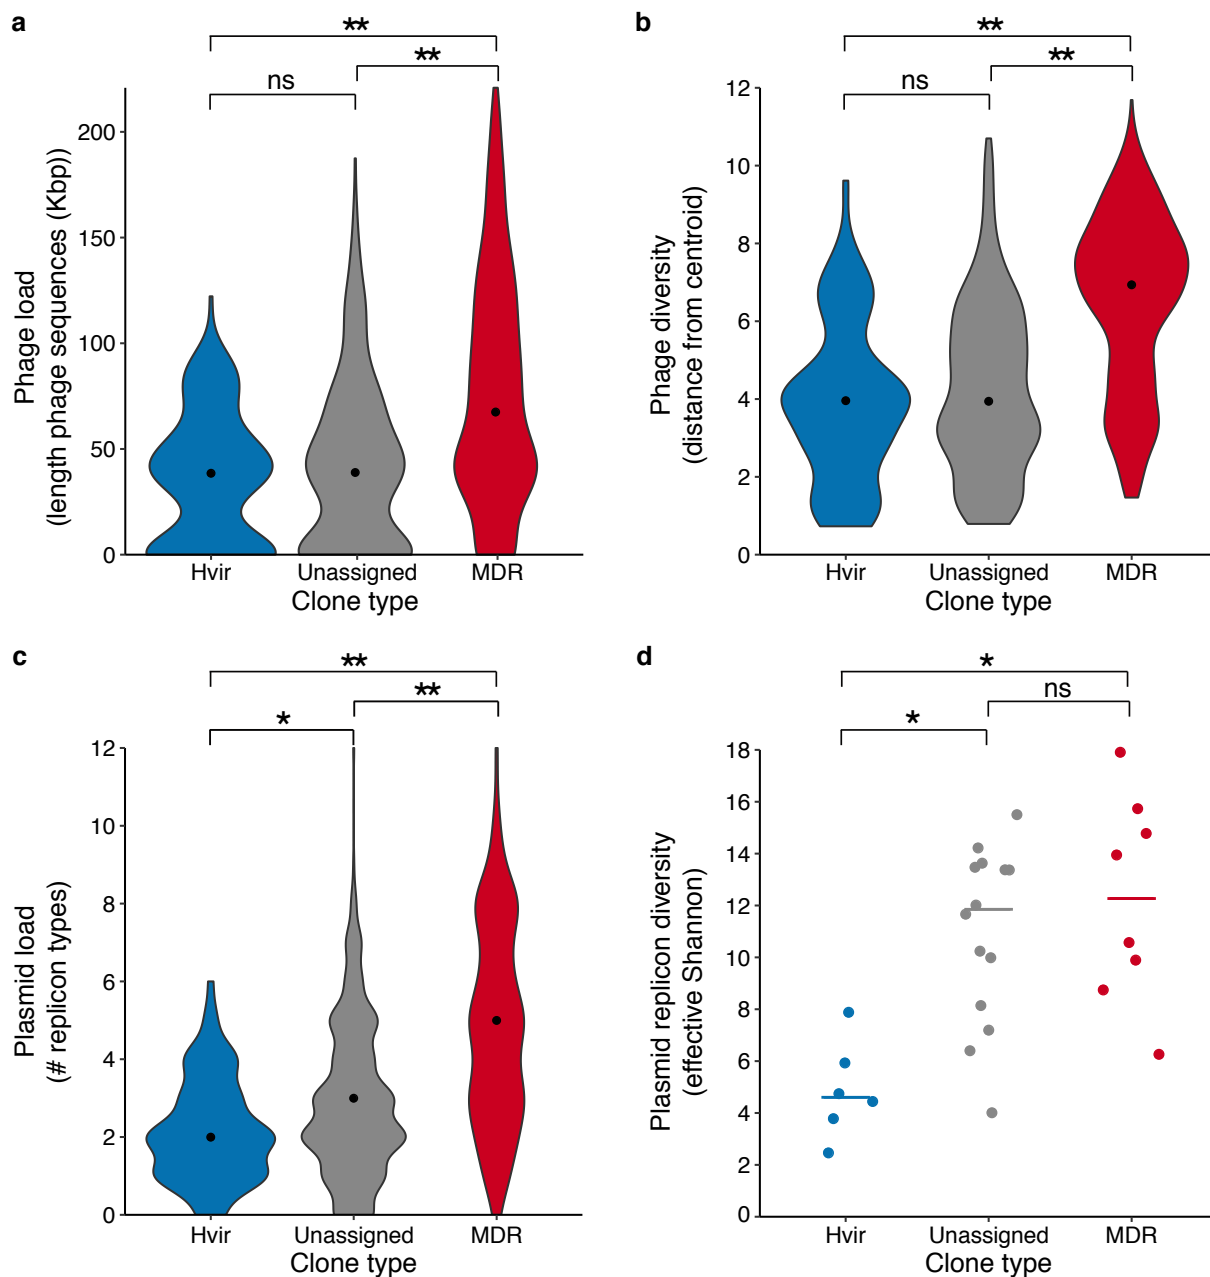 a
**
**
ns
Phage load
(length phage sequences (Kbp))
200
150
100
50
0
Hvir Unassigned MDR
Clone type
b
**
**
ns
Phage diversity
(distance from centroid)
12
10
8
6
4
2
0
Hvir Unassigned MDR
Clone type
c
**
**
*
Plasmid load
(# replicon types)
12
10
8
6
4
2
0
Hvir Unassigned MDR
Clone type
d
*
ns
*
Plasmid replicon diversity
(effective Shannon)
18
16
14
12
10
8
6
4
2
0
Hvir Unassigned MDR
Clone type